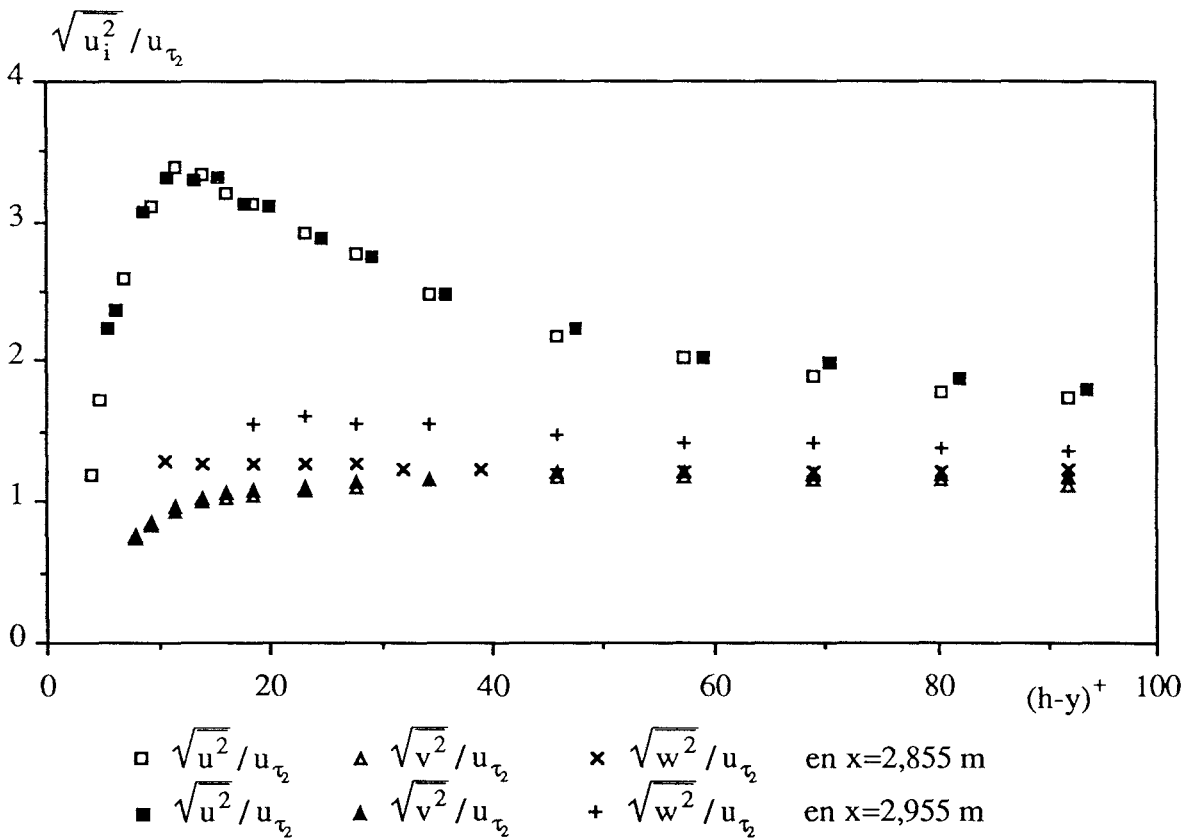 √u_i² / u_τ₂
4
3
2
1
0
0 20 40 60 80 (h-y)⁺ 100
□ √u² / u_τ₂ △ √v² / u_τ₂ × √w² / u_τ₂ en x=2,855 m
■ √u² / u_τ₂ ▲ √v² / u_τ₂ + √w² / u_τ₂ en x=2,955 m